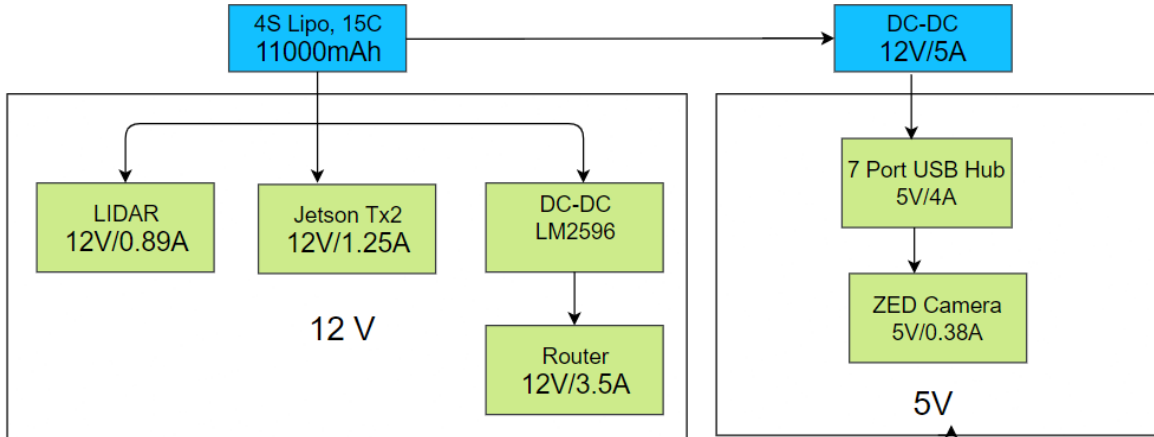 4S Lipo, 15C
11000mAh
DC-DC
12V/5A
LIDAR
12V/0.89A
Jetson Tx2
12V/1.25A
DC-DC
LM2596
12 V
Router
12V/3.5A
7 Port USB Hub
5V/4A
ZED Camera
5V/0.38A
5V